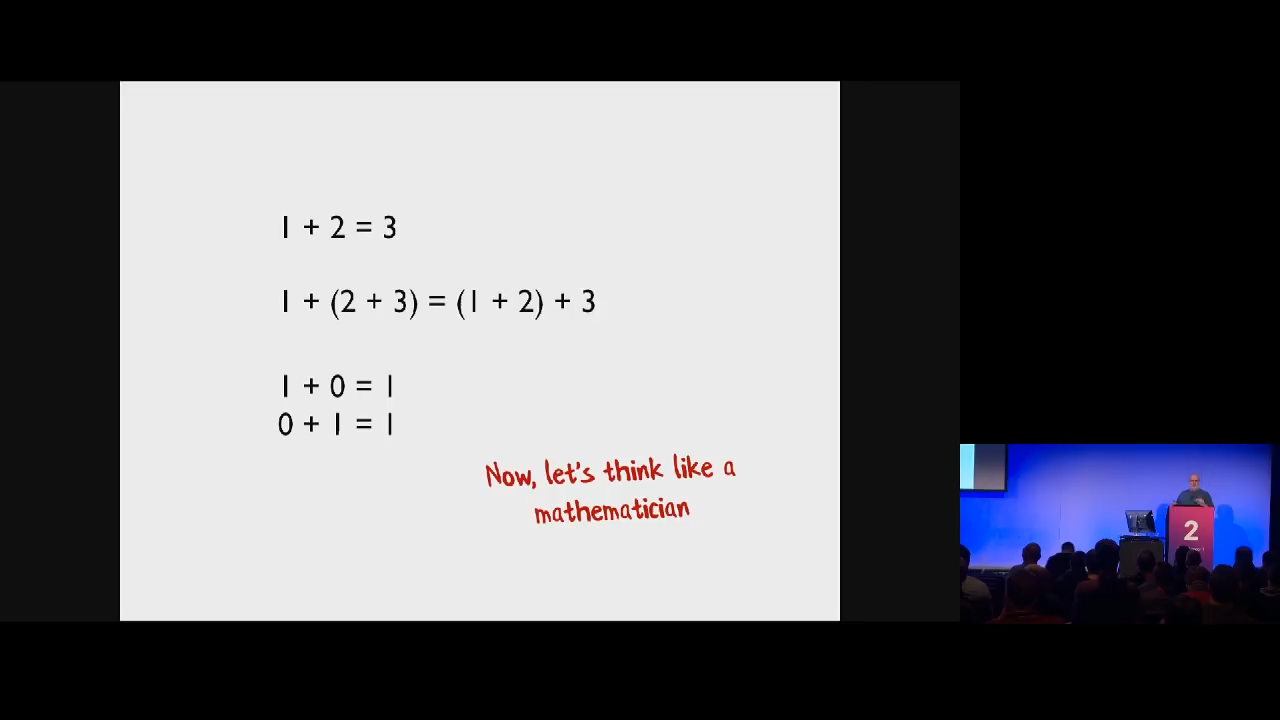 1 + 2 = 3
1 + (2 + 3) = (1 + 2) + 3
1 + 0 = 1
0 + 1 = 1
Now, let's think like a
mathematician
2